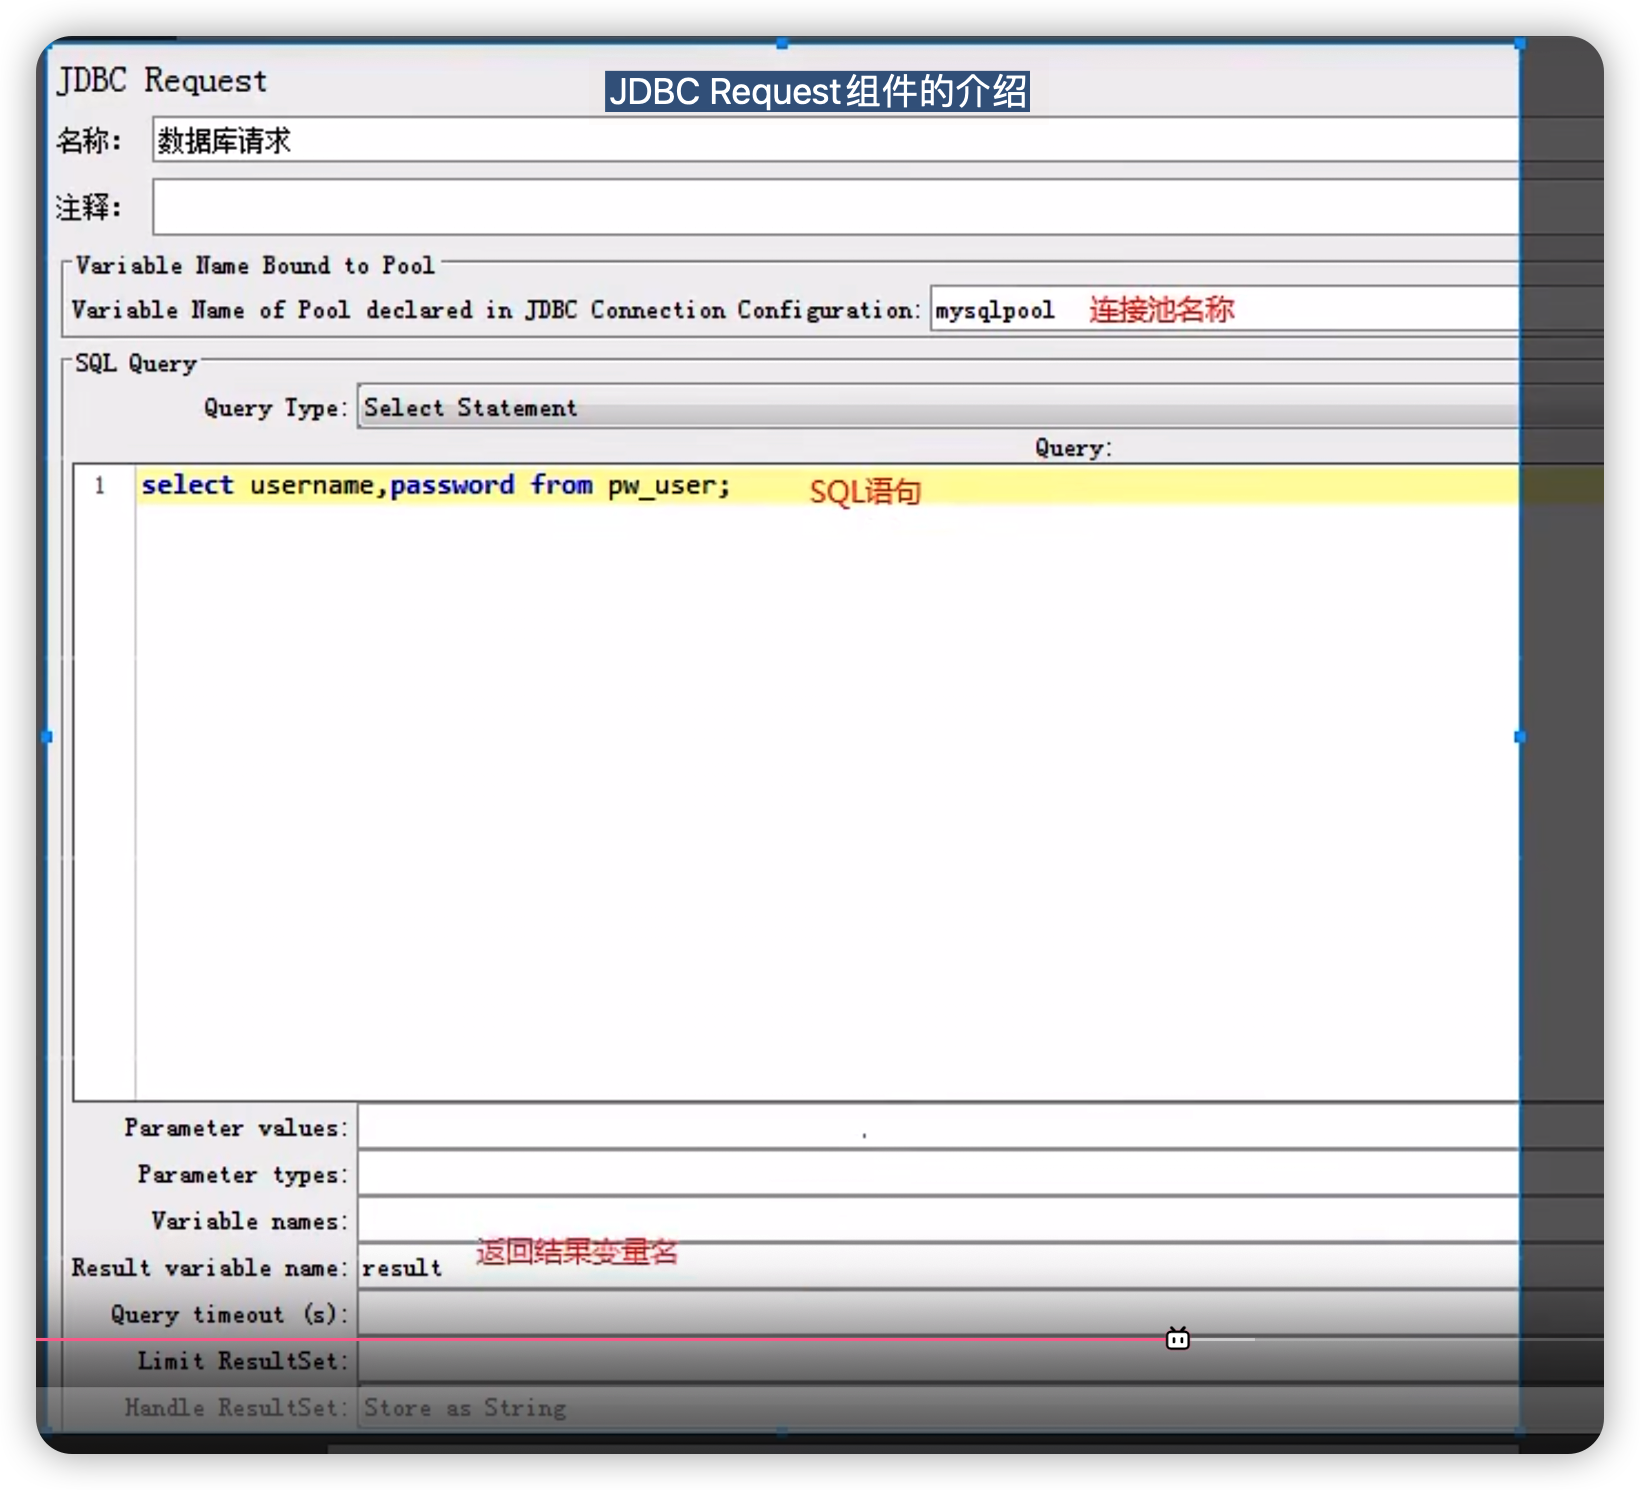 JDBC Request
JDBC Request组件的介绍
名称: 数据库请求
注释:
Variable Name Bound to Pool
Variable Name of Pool declared in JDBC Connection Configuration: mysqlpool 连接池名称
SQL Query
Query Type: Select Statement
Query:
1 select username,password from pw_user; SQL语句
Parameter values:
Parameter types:
Variable names:
返回结果变量名
Result variable name: result
Query timeout (s):
Limit ResultSet:
Handle ResultSet: Store as String